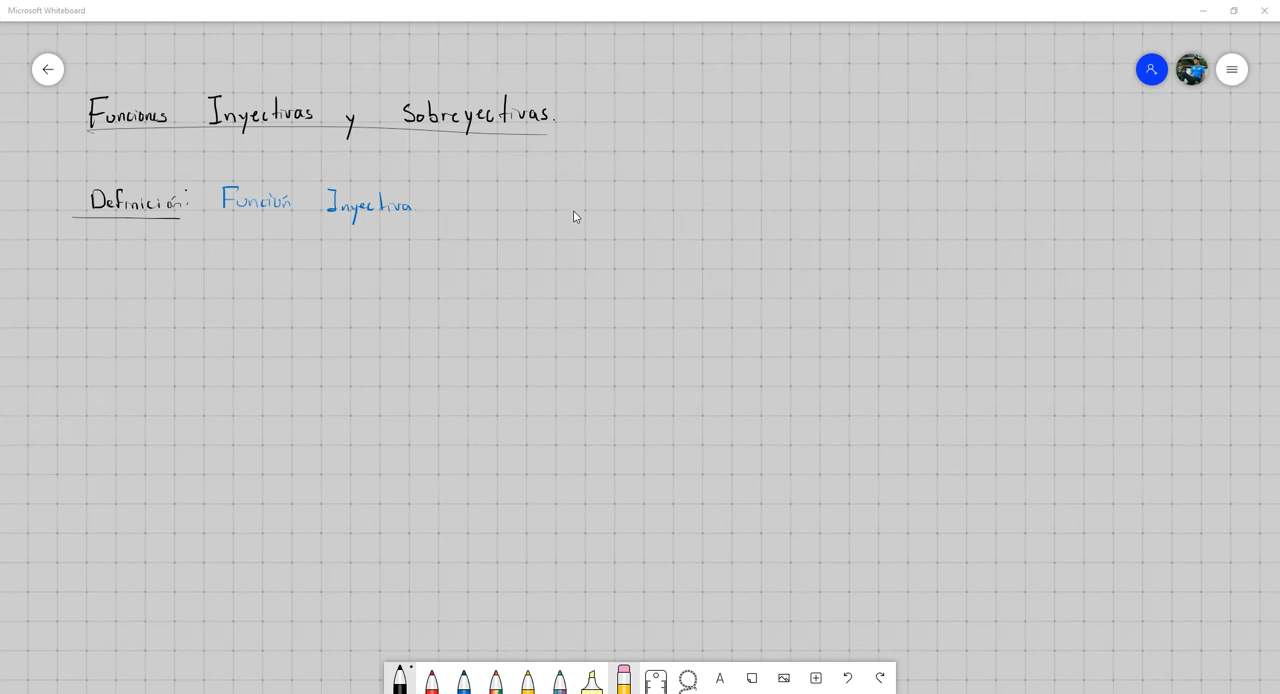 Microsoft Whiteboard
Funciones Inyectivas y Sobreyectivas.
Definición: Función Inyectiva
A